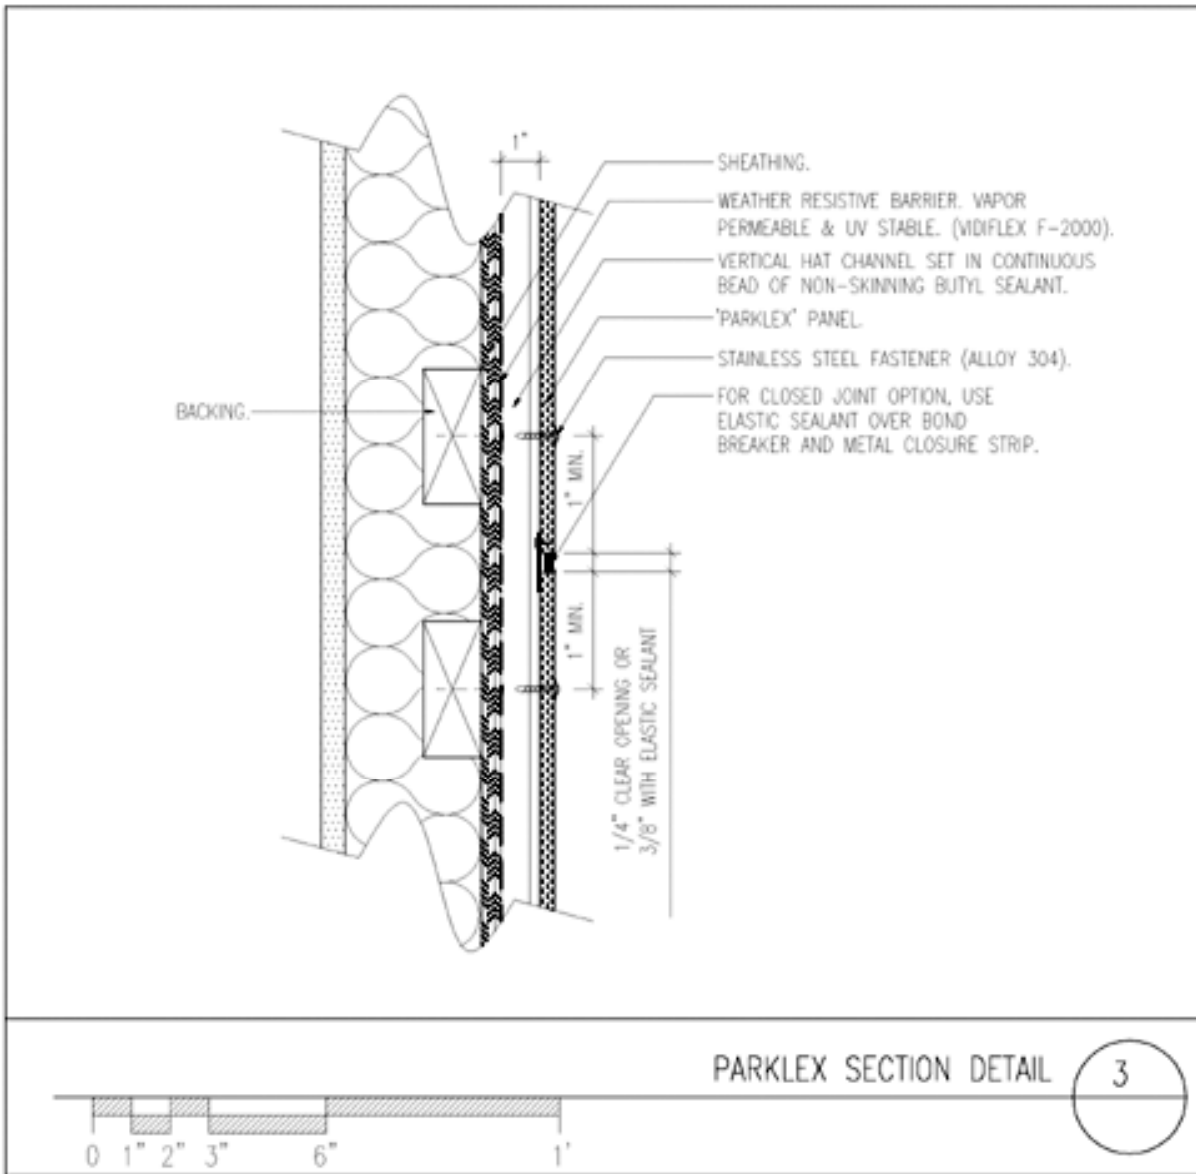 1"
SHEATHING.
WEATHER RESISTIVE BARRIER. VAPOR
PERMEABLE & UV STABLE. (VIDIFLEX F-2000).
VERTICAL HAT CHANNEL SET IN CONTINUOUS
BEAD OF NON-SKINNING BUTYL SEALANT.
'PARKLEX' PANEL.
STAINLESS STEEL FASTENER (ALLOY 304).
FOR CLOSED JOINT OPTION, USE
ELASTIC SEALANT OVER BOND
BREAKER AND METAL CLOSURE STRIP.
BACKING.
1" MIN.
1" MIN.
1/4" CLEAR OPENING OR
3/8" WITH ELASTIC SEALANT
PARKLEX SECTION DETAIL
3
0 1" 2" 3" 6" 1'